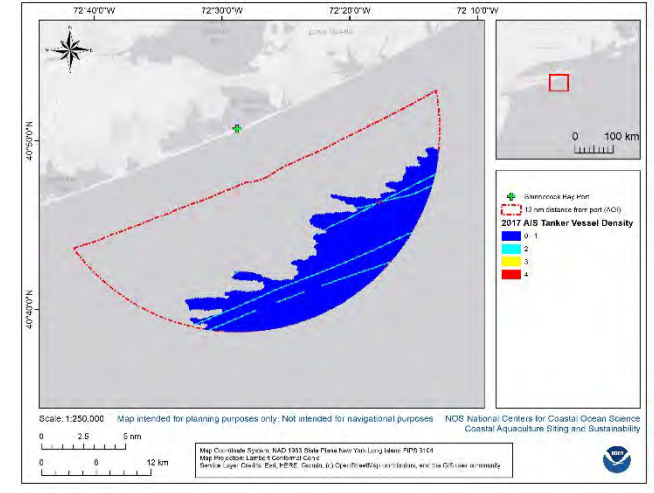 72°40'0"W 72°30'0"W 72°20'0"W 72°10'0"W
N
LONG ISLAND
40°50'0"N
40°40'0"N
0 100 km
Shinnecock Bay Port
12 nm distance from port (AOI)
2017 AIS Tanker Vessel Density
0 - 1
2
3
4
Scale: 1:250,000 Map intended for planning purposes only: Not intended for navigational purposes NOS National Centers for Coastal Ocean Science
Coastal Aquaculture Siting and Sustainability
0 2.5 5 nm
0 6 12 km
Map Coordinate System: NAD 1983 State Plane New York Long Island FIPS 3104
Map Projection: Lambert Conformal Conic
Service Layer Credits: Esri, HERE, Garmin, (c) OpenStreetMap contributors, and the GIS user community